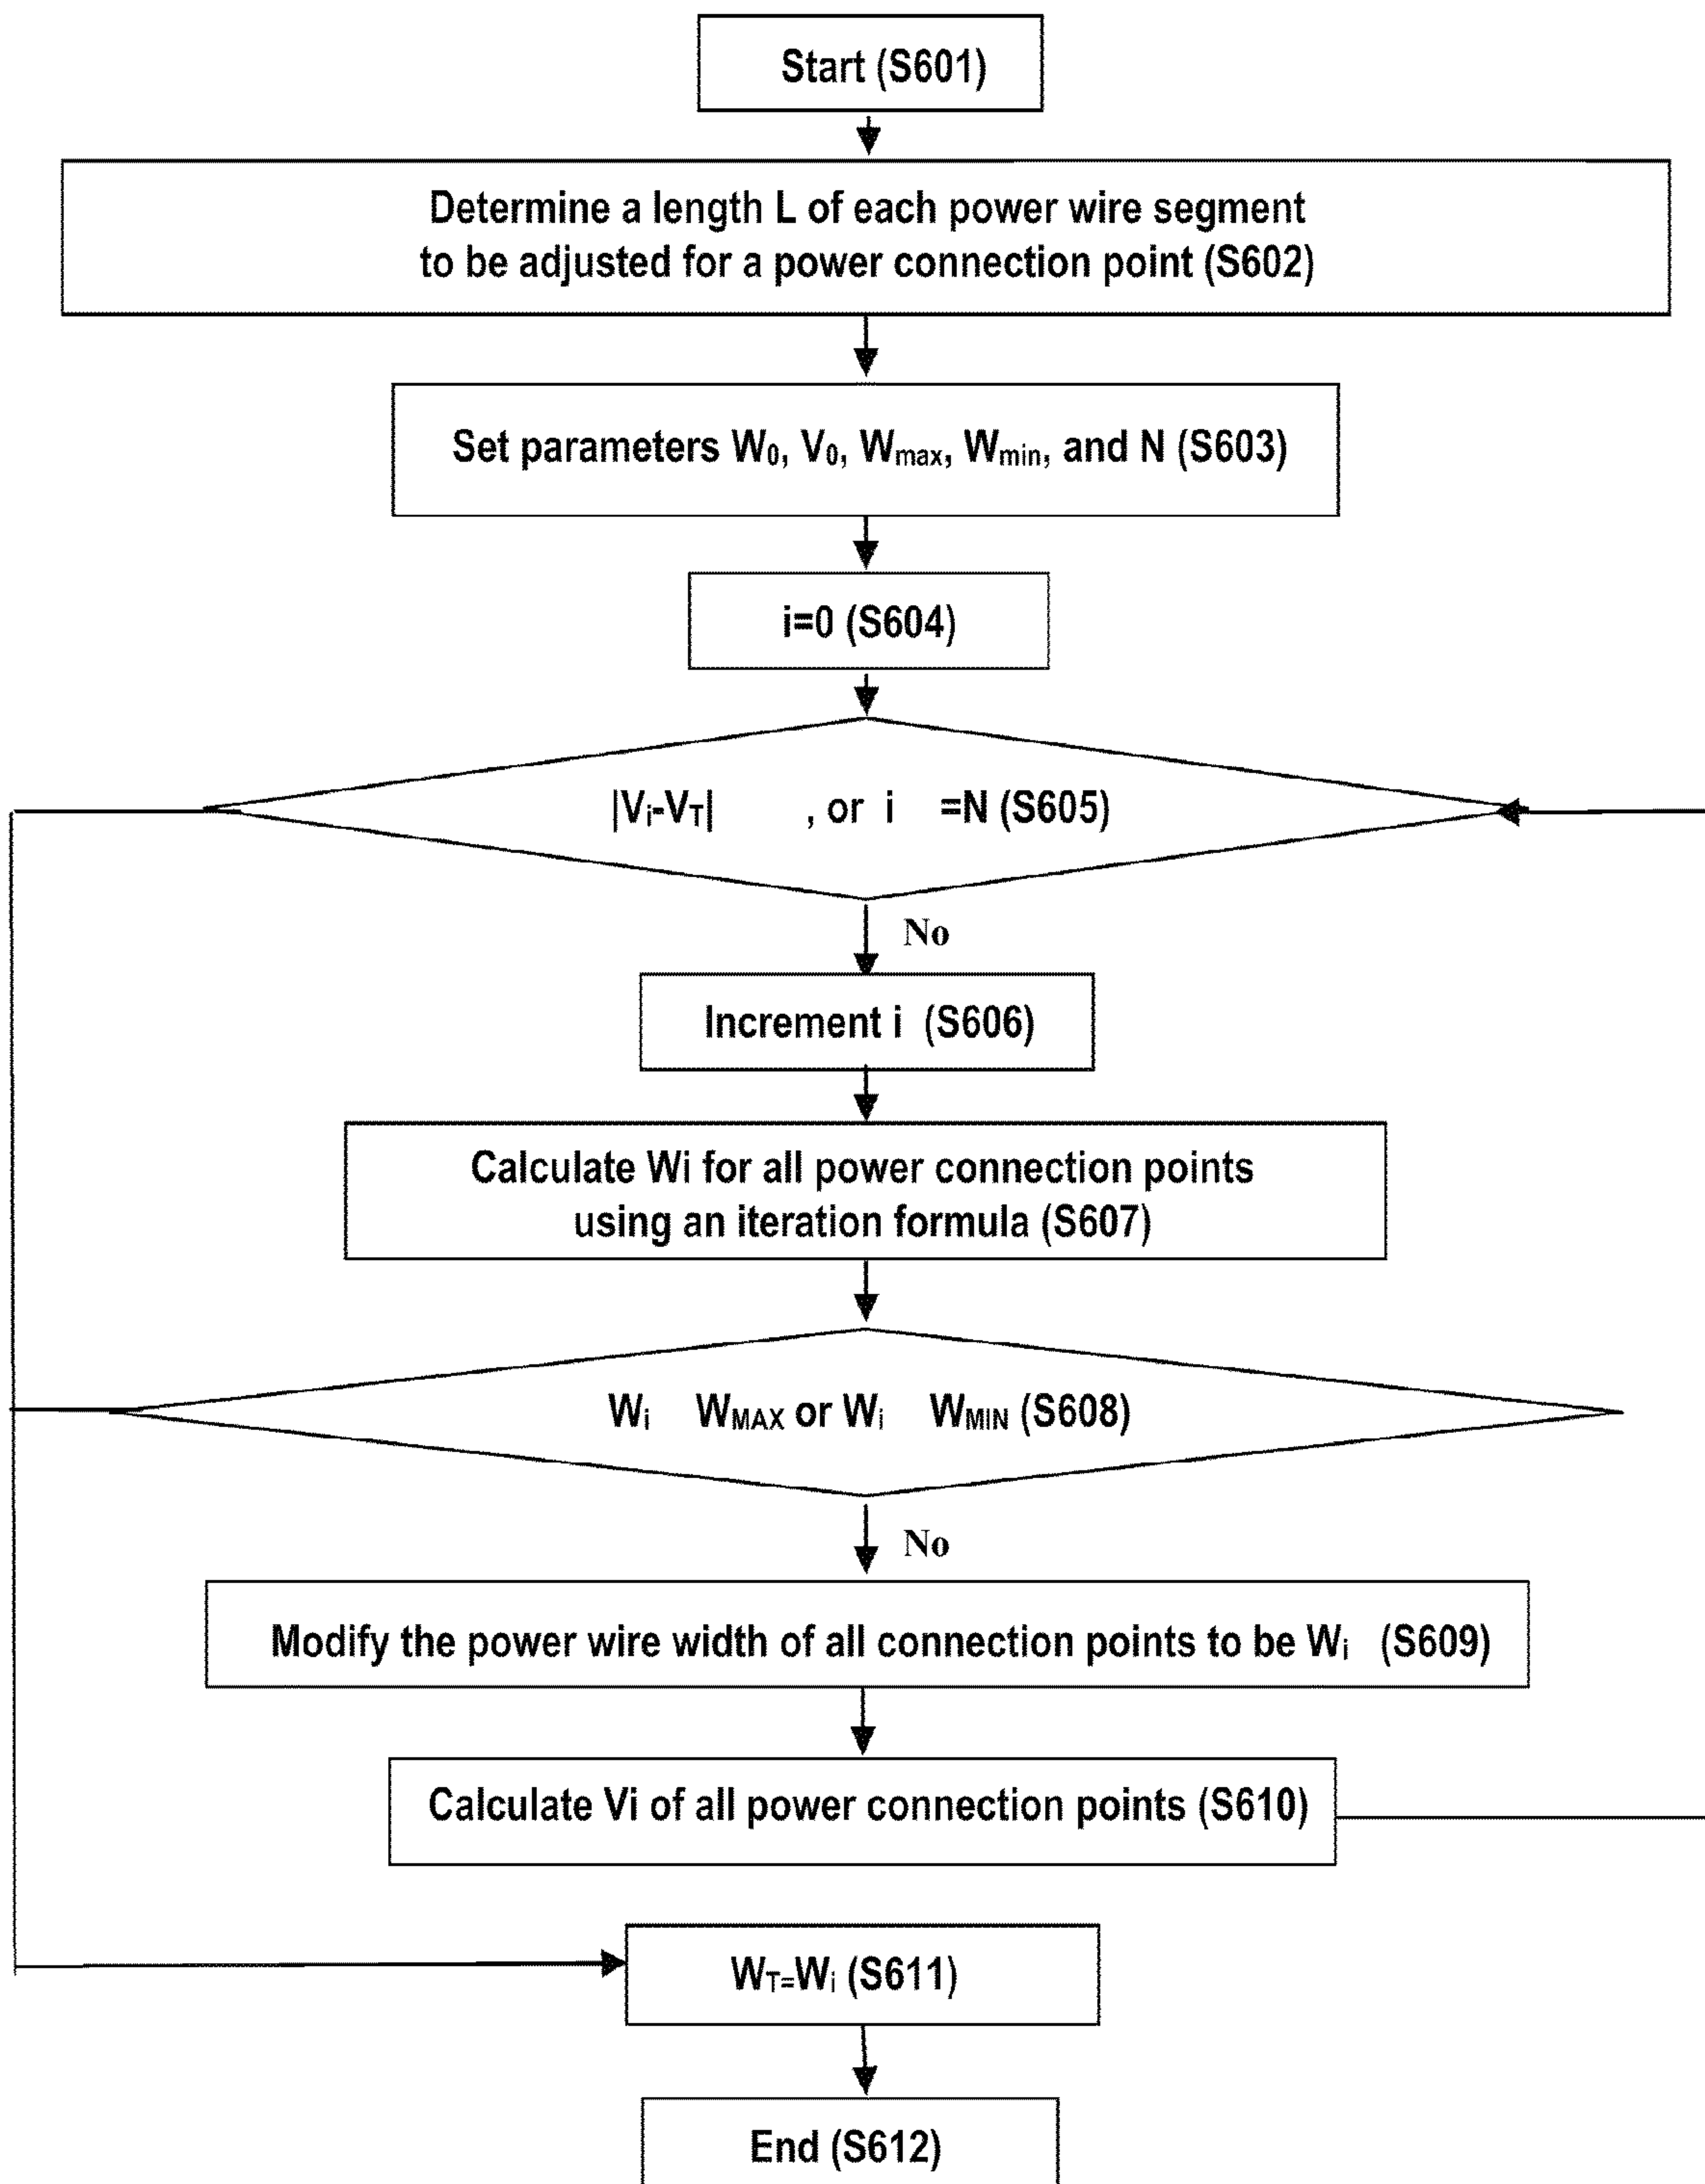 Start (S601)
Determine a length L of each power wire segment
to be adjusted for a power connection point (S602)
Set parameters W₀, V₀, Wmax, Wmin, and N (S603)
i=0 (S604)
|Vi-VT| , or i =N (S605)
No
Increment i (S606)
Calculate Wi for all power connection points
using an iteration formula (S607)
Wi WMAX or Wi WMIN (S608)
No
Modify the power wire width of all connection points to be Wi (S609)
Calculate Vi of all power connection points (S610)
WT=Wi (S611)
End (S612)